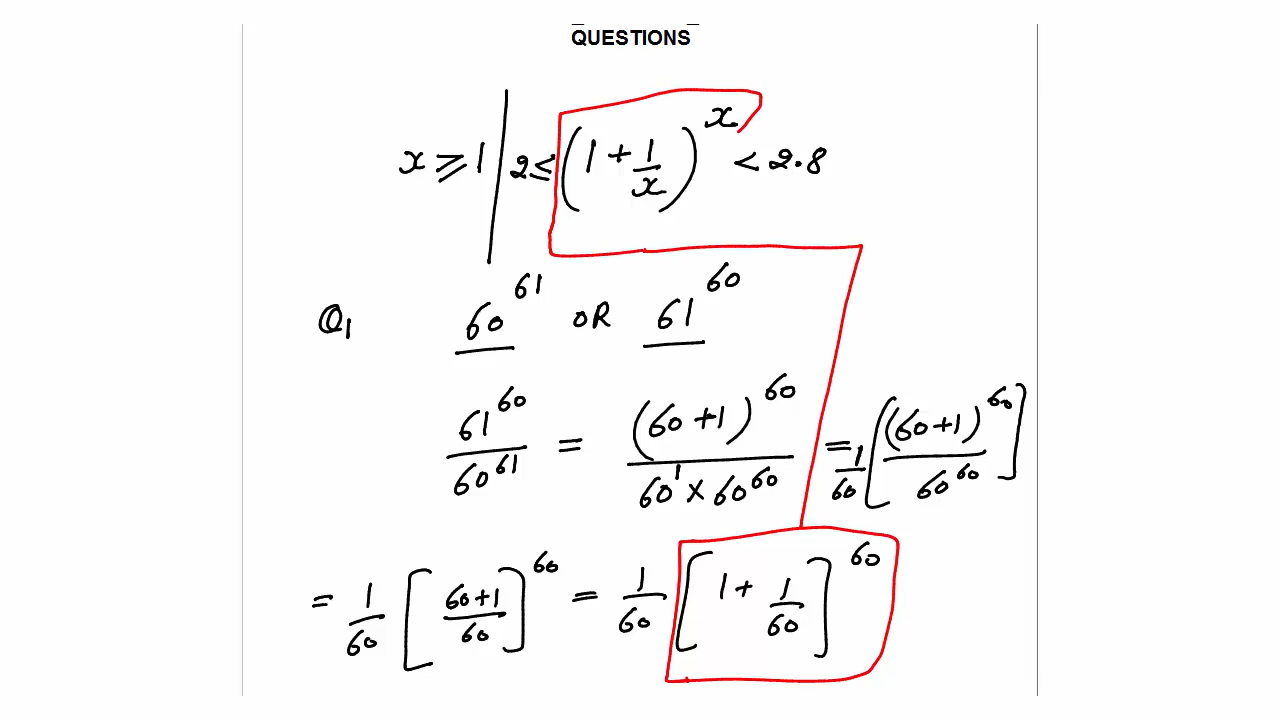 QUESTIONS
x ⩾ 1 | 2 ≤ (1 + 1/x)^x < 2.8
Q1 60^61 OR 61^60
61^60/60^61 = (60+1)^60/(60^1 × 60^60) = 1/60 [(60+1)^60/60^60]
= 1/60 [(60+1)/60]^60 = 1/60 [1 + 1/60]^60